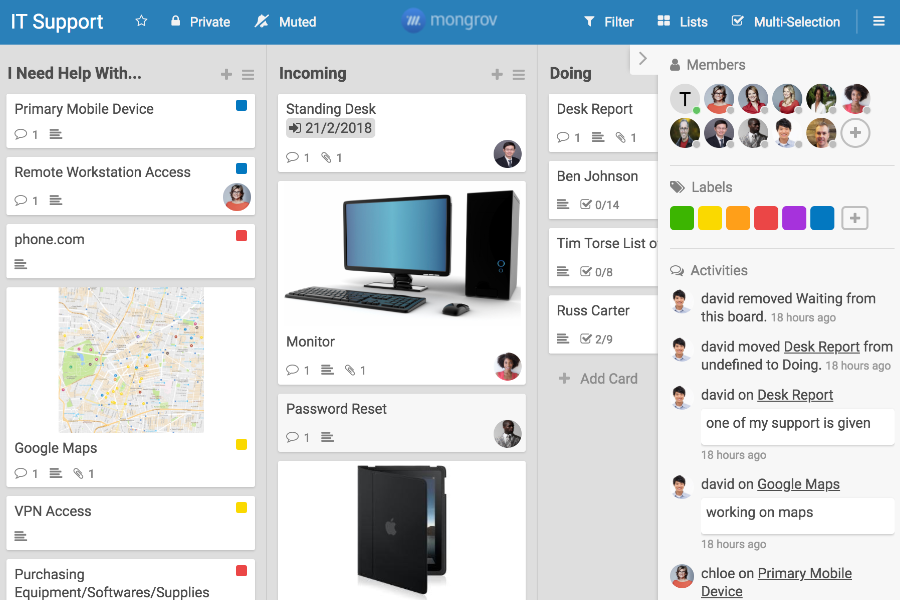 IT Support
Private
Muted
mongrov
Filter
Lists
Multi-Selection
I Need Help With...
Primary Mobile Device
1
Remote Workstation Access
1
phone.com
Google Maps
1
1
VPN Access
Purchasing
Equipment/Softwares/Supplies
Incoming
Standing Desk
21/2/2018
1
1
Monitor
1
1
Password Reset
1
Doing
Desk Report
1
1
Ben Johnson
0/14
Tim Torse List o
0/8
Russ Carter
2/9
Add Card
Members
T
Labels
Activities
david removed Waiting from
this board. 18 hours ago
david moved Desk Report from
undefined to Doing. 18 hours ago
david on Desk Report
one of my support is given
18 hours ago
david on Google Maps
working on maps
18 hours ago
chloe on Primary Mobile
Device